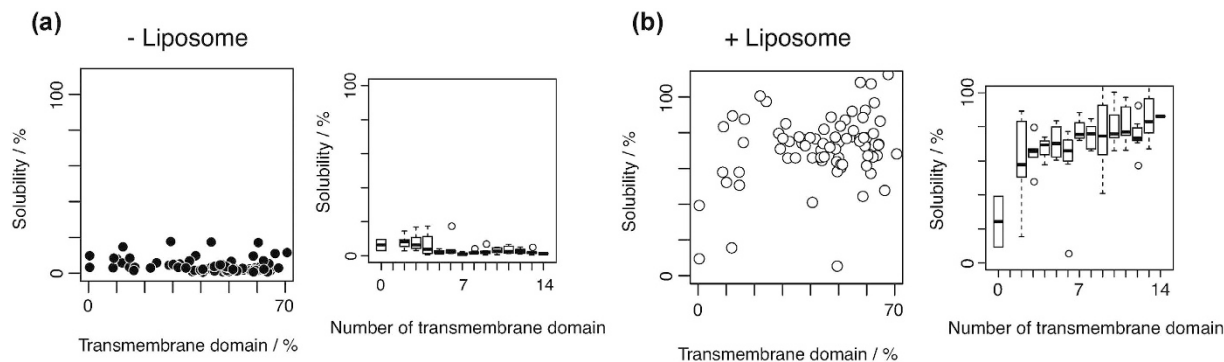 (a)
- Liposome
Solubility / %
100
0
0
70
Transmembrane domain / %
Solubility / %
100
0
0
7
14
Number of transmembrane domain
(b)
+ Liposome
Solubility / %
100
0
0
70
Transmembrane domain / %
Solubility / %
100
0
0
7
14
Number of transmembrane domain